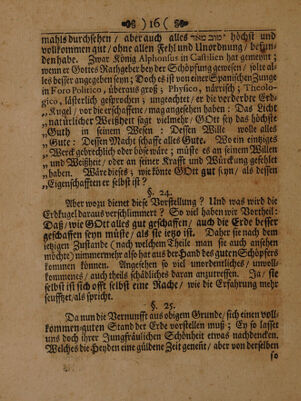 16
mahls durchsehen / aber auch alles מאד טוב höchst und
vollkommen gut / ohne allen Fehl und Unordnung / befun-
den habe. Zwar König Alphonsus in Castilien hat gemeynt;
wenn er Gottes Rathgeber bey der Schöpfung gewesen / solte al-
les besser angegeben seyn; Doch es ist von einer Spanischen Zunge
in Foro Politico, überaus groß; Physico, närrisch; Theolo-
gico, lästerlich gesprochen; ungeachtet / er die verderbte Erd-
„Kugel / vor die erschaffene / mag angesehen haben: Das Licht
„natürlicher Weißheit sagt vielmehr / GOtt sey das höchste
„Guth in seinem Wesen: Dessen Wille wolle alles
„Gute: Dessen Macht schaffe alles Gute. Wo ein eintziges
„Werck gebrechlich oder böse wäre; müste es an seinem Willen
„und Weißheit / oder an seiner Krafft und Würckung gefehlet
„haben. Wäre dieses; wie könte GOtt gut seyn / als dessen
„Eigenschafften er selbst ist?
§. 24.
Aber wozu dienet diese Vorstellung? Und was wird die
Erdkugel daraus verschlimmert? So viel haben wir Vortheil:
Daß / wie GOtt alles gut geschaffen / auch die Erde besser
geschaffen seyn müste / als sie itzo ist. Daher sie nach dem
itzigen Zustande (nach welchem Theile man sie auch ansehen
möchte) nimmermehr also her aus der Hand des guten Schöpfers
kommen können. Angesehen so viel unordentliches / unvoll-
kommenes / auch theils schädliches daran anzutreffen. Ja / sie
selbst ist sich offt selbst eine Rache / wie die Erfahrung mehr
seuffzet / als spricht.
§. 25.
Da nun die Vernunfft aus obigem Grunde / sich einen voll-
kommen guten Stand der Erde vorstellen muß; Ey so lasset
uns doch ihrer Jungfräulichen Schönheit etwas nachdencken.
Welches die Heyden eine güldene Zeit genennt / aber von derselben
so